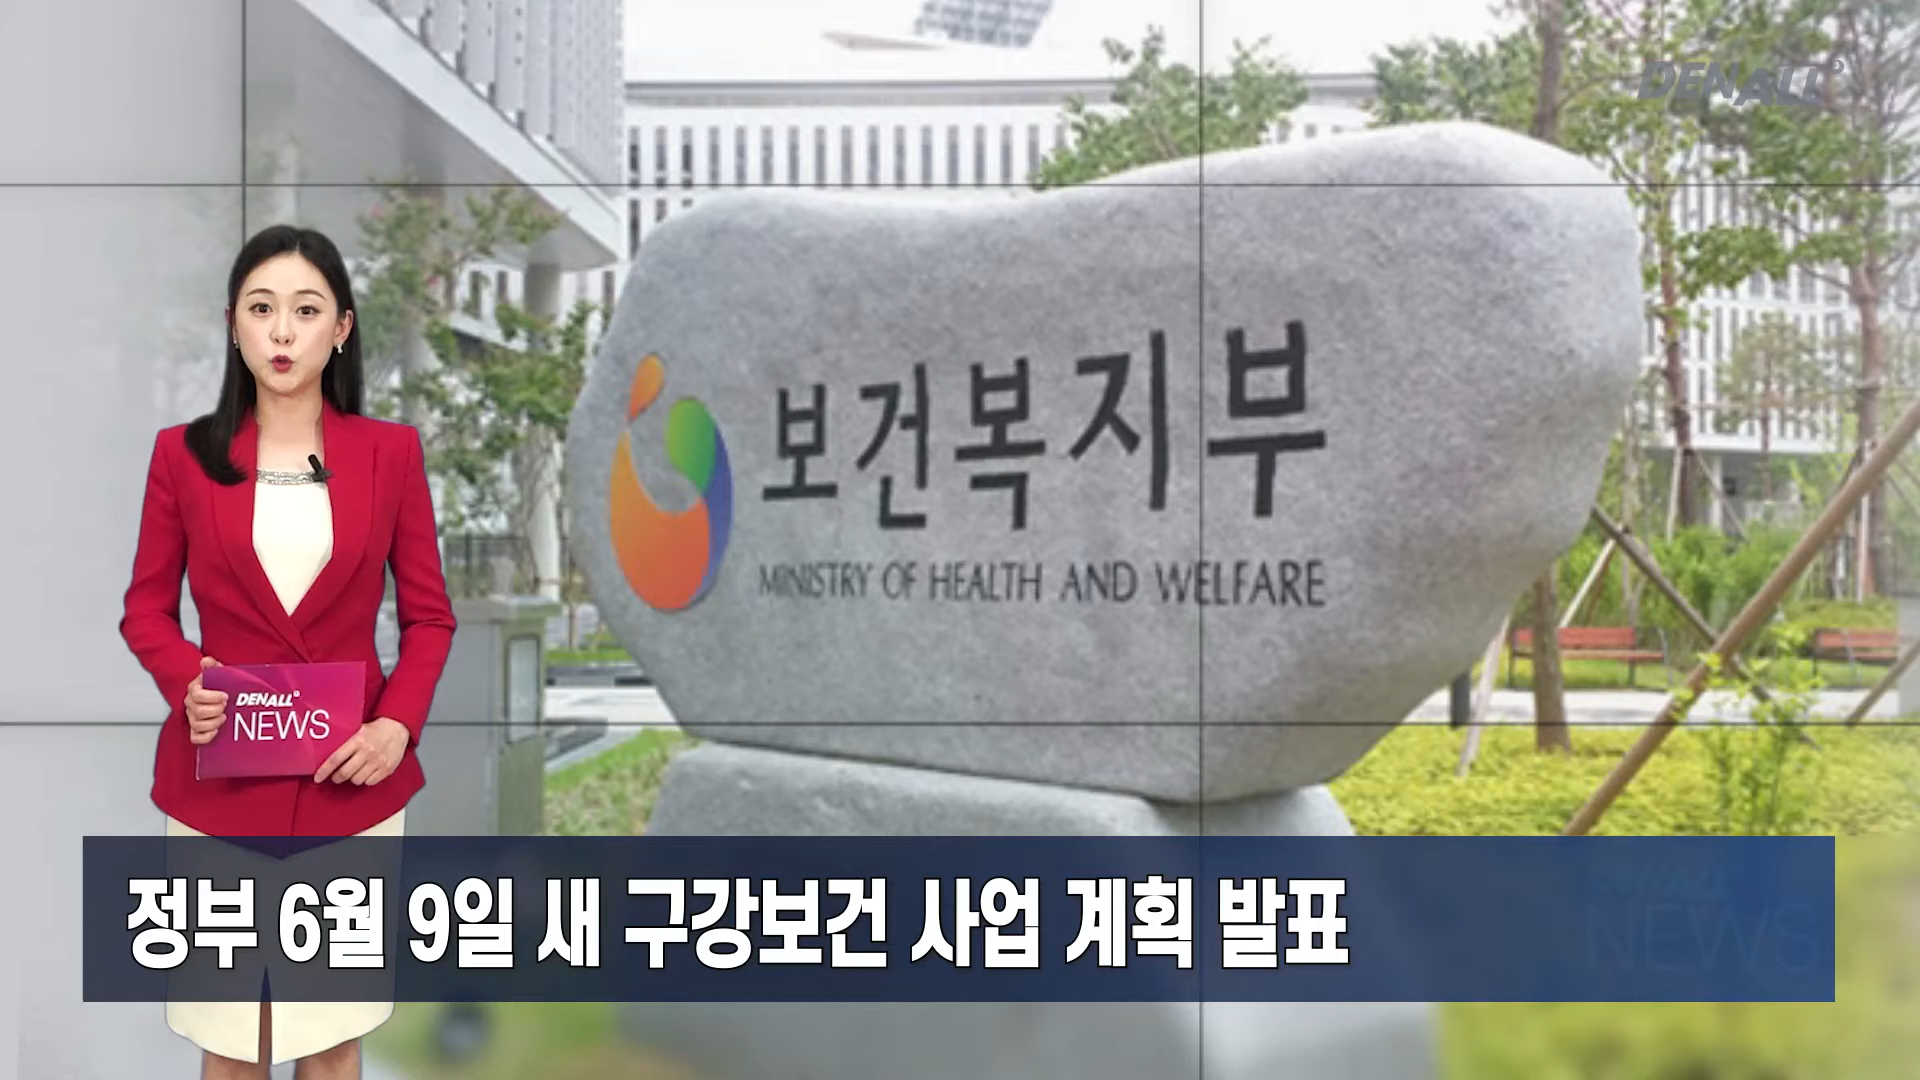 DENALL
보건복지부
MINISTRY OF HEALTH AND WELFARE
DENALL
NEWS
정부 6월 9일 새 구강보건 사업 계획 발표
NEWS